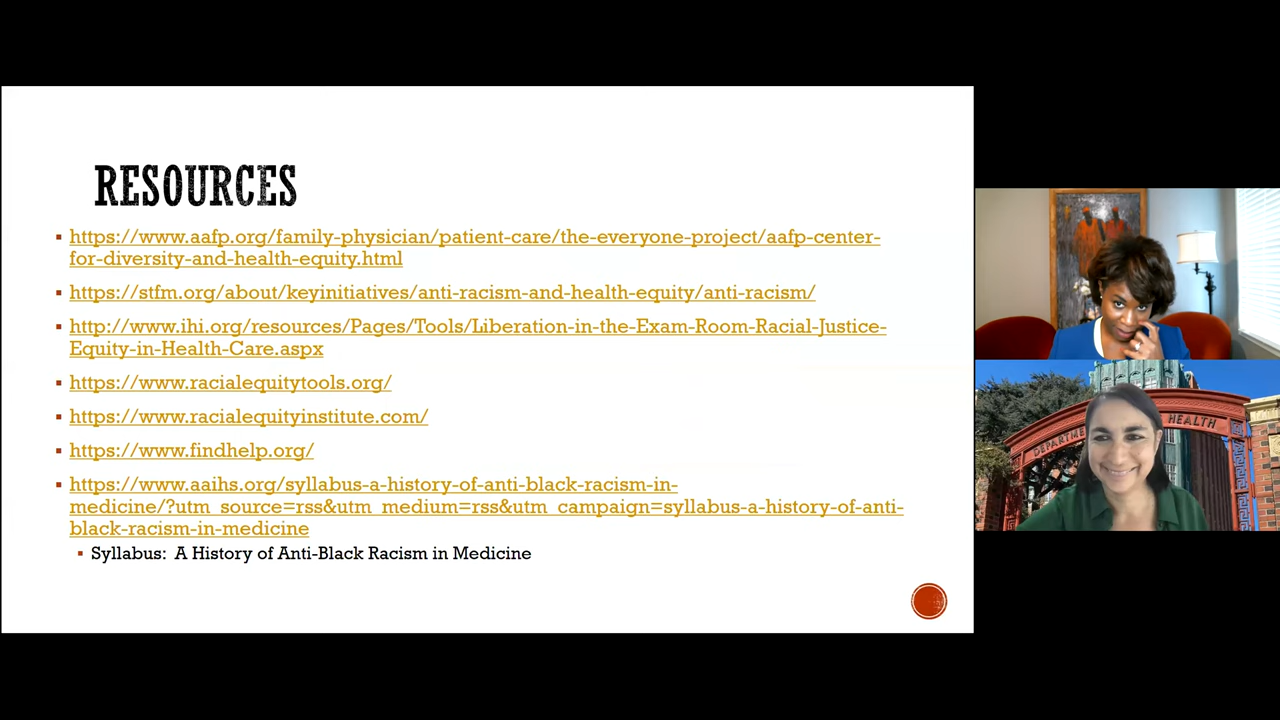 RESOURCES
https://www.aafp.org/family-physician/patient-care/the-everyone-project/aafp-center-
for-diversity-and-health-equity.html
https://stfm.org/about/keyinitiatives/anti-racism-and-health-equity/anti-racism/
http://www.ihi.org/resources/Pages/Tools/Liberation-in-the-Exam-Room-Racial-Justice-
Equity-in-Health-Care.aspx
https://www.racialequitytools.org/
https://www.racialequityinstitute.com/
https://www.findhelp.org/
https://www.aaihs.org/syllabus-a-history-of-anti-black-racism-in-
medicine/?utm_source=rss&utm_medium=rss&utm_campaign=syllabus-a-history-of-anti-
black-racism-in-medicine
Syllabus: A History of Anti-Black Racism in Medicine
HEALTH